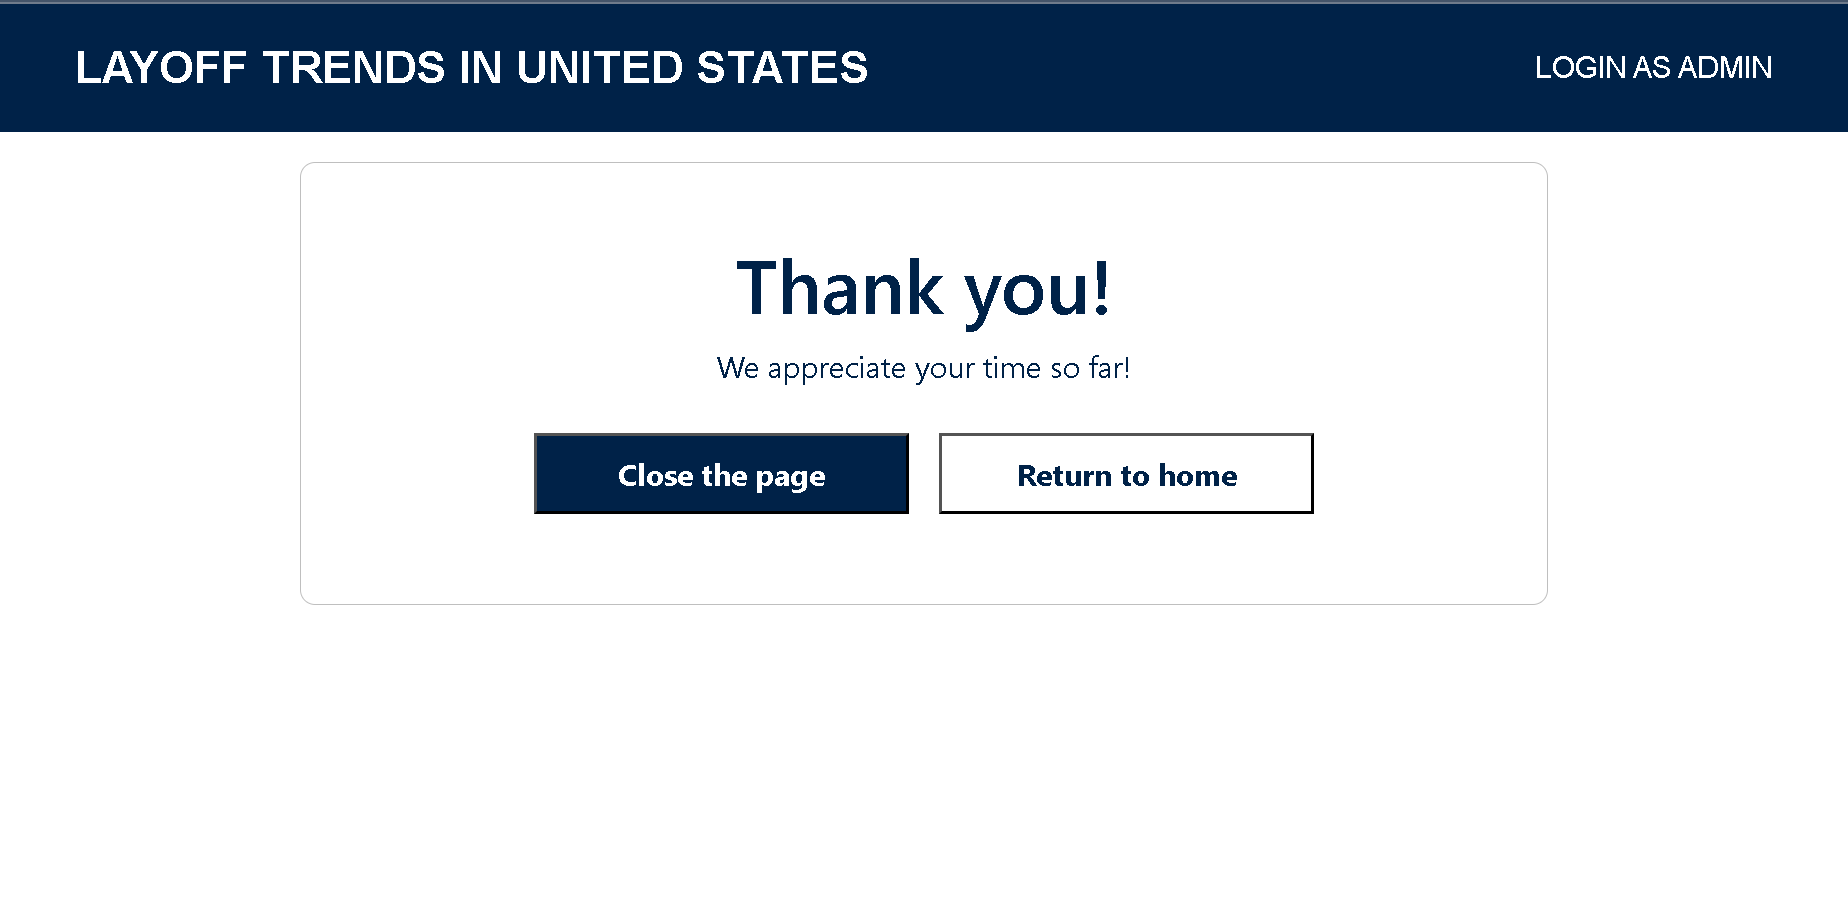 LAYOFF TRENDS IN UNITED STATES
LOGIN AS ADMIN
Thank you!
We appreciate your time so far!
Close the page
Return to home